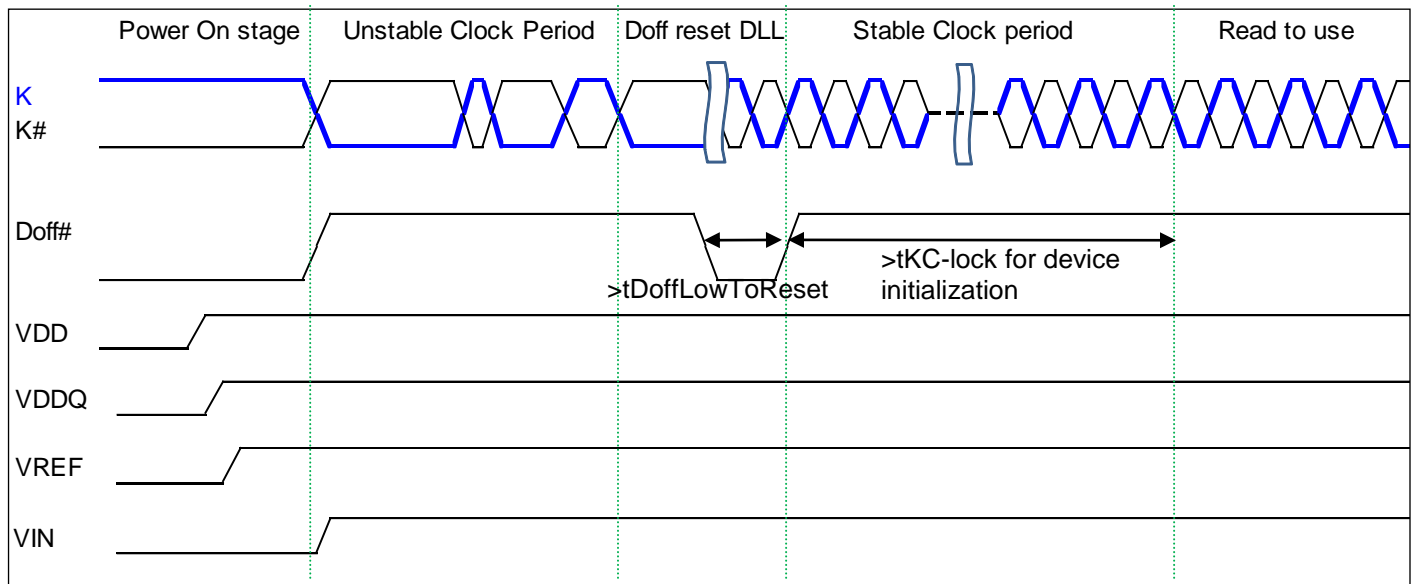 Power On stage
Unstable Clock Period
Doff reset DLL
Stable Clock period
Read to use
K
K#
Doff#
>tDoffLowToReset
>tKC-lock for device
initialization
VDD
VDDQ
VREF
VIN